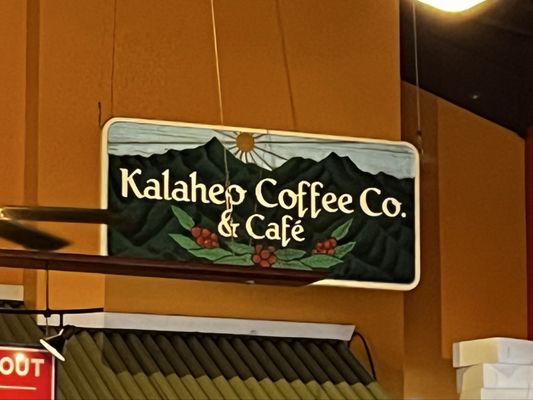 Kalaheo Coffee Co.
& Café
OUT